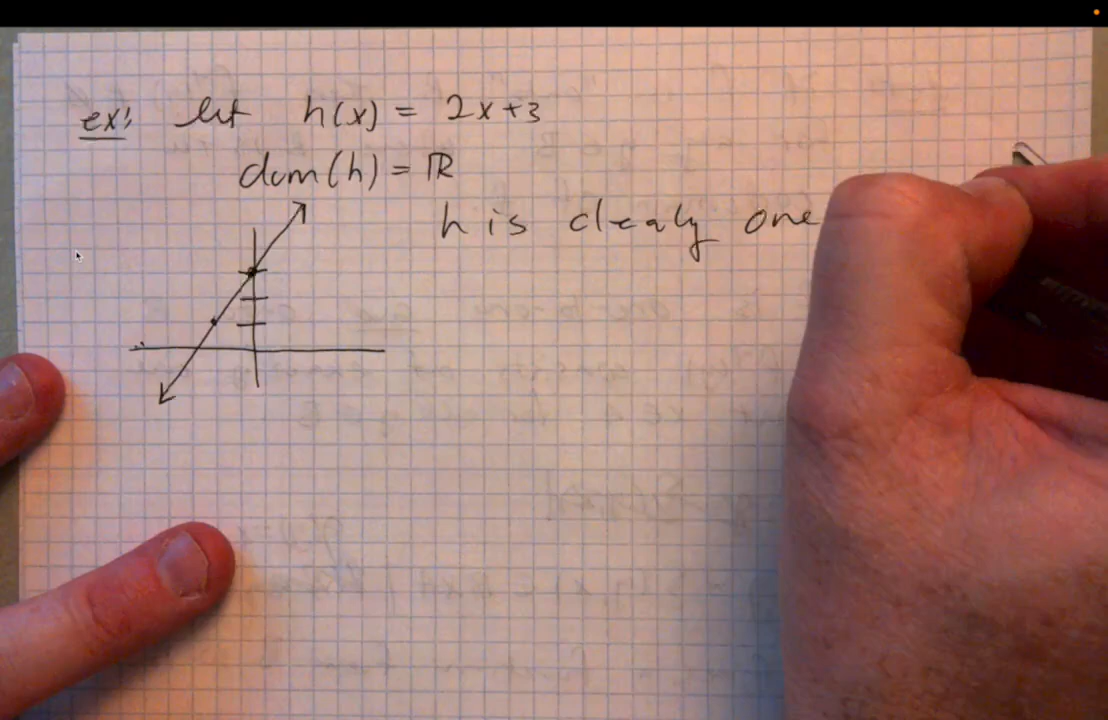 ex: let h(x) = 2x+3
dom(h) = ℝ
h is clealy one